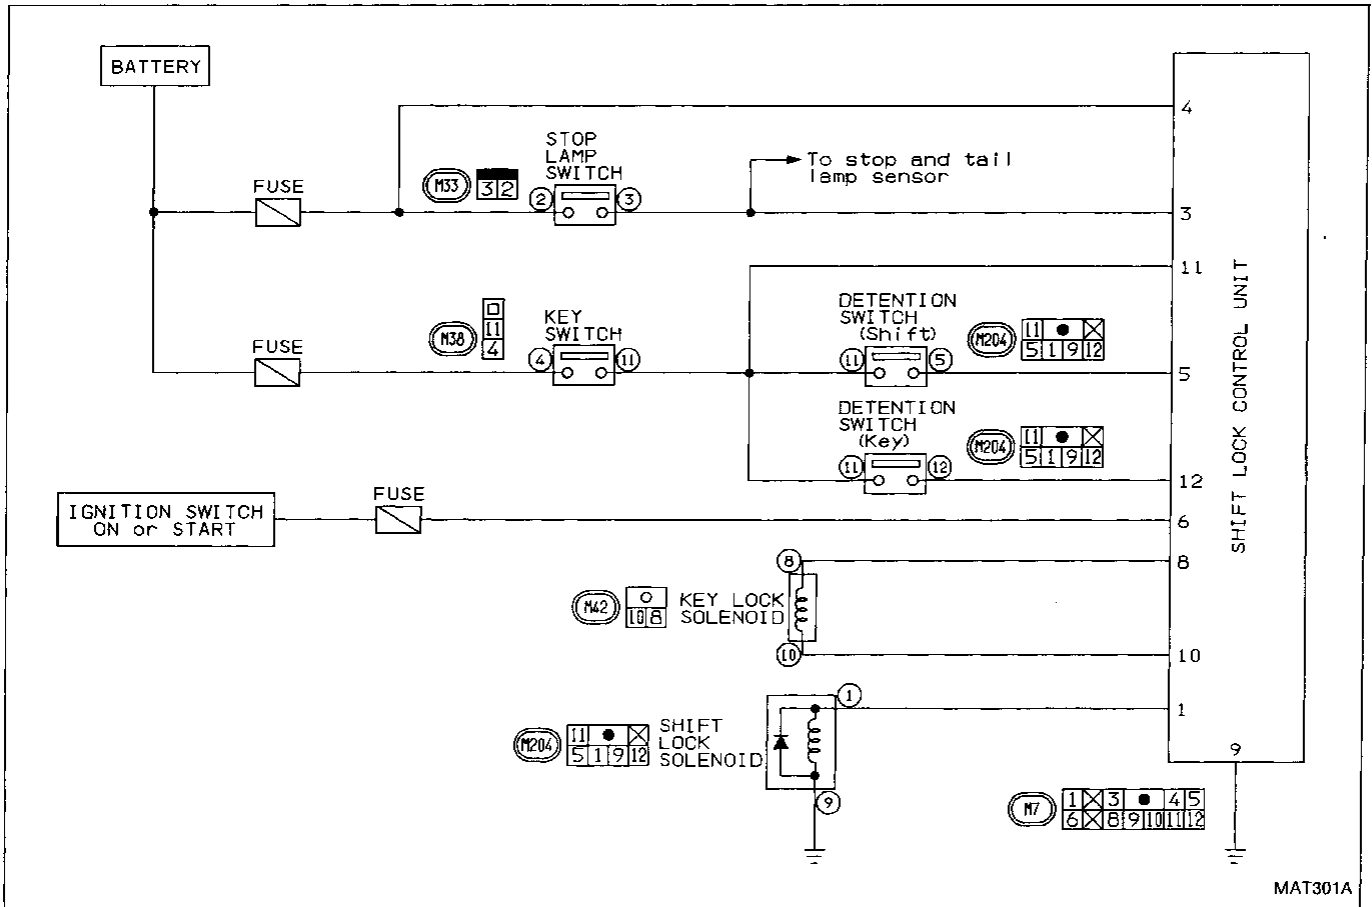 BATTERY
4
STOP
LAMP
SWITCH
To stop and tail
lamp sensor
FUSE
M33
3 2
2
3
3
11
KEY
SWITCH
DETENTION
SWITCH
(Shift)
FUSE
M38
11
4
4
11
11
5
M204
11
5 1 9 12
5
DETENTION
SWITCH
(Key)
11
12
M204
11
5 1 9 12
12
SHIFT LOCK CONTROL UNIT
IGNITION SWITCH
ON or START
FUSE
6
8
8
M42
10 8
KEY LOCK
SOLENOID
10
10
1
1
M204
11
5 1 9 12
SHIFT
LOCK
SOLENOID
9
9
M7
1 3 4 5
6 8 9 10 11 12
MAT301A